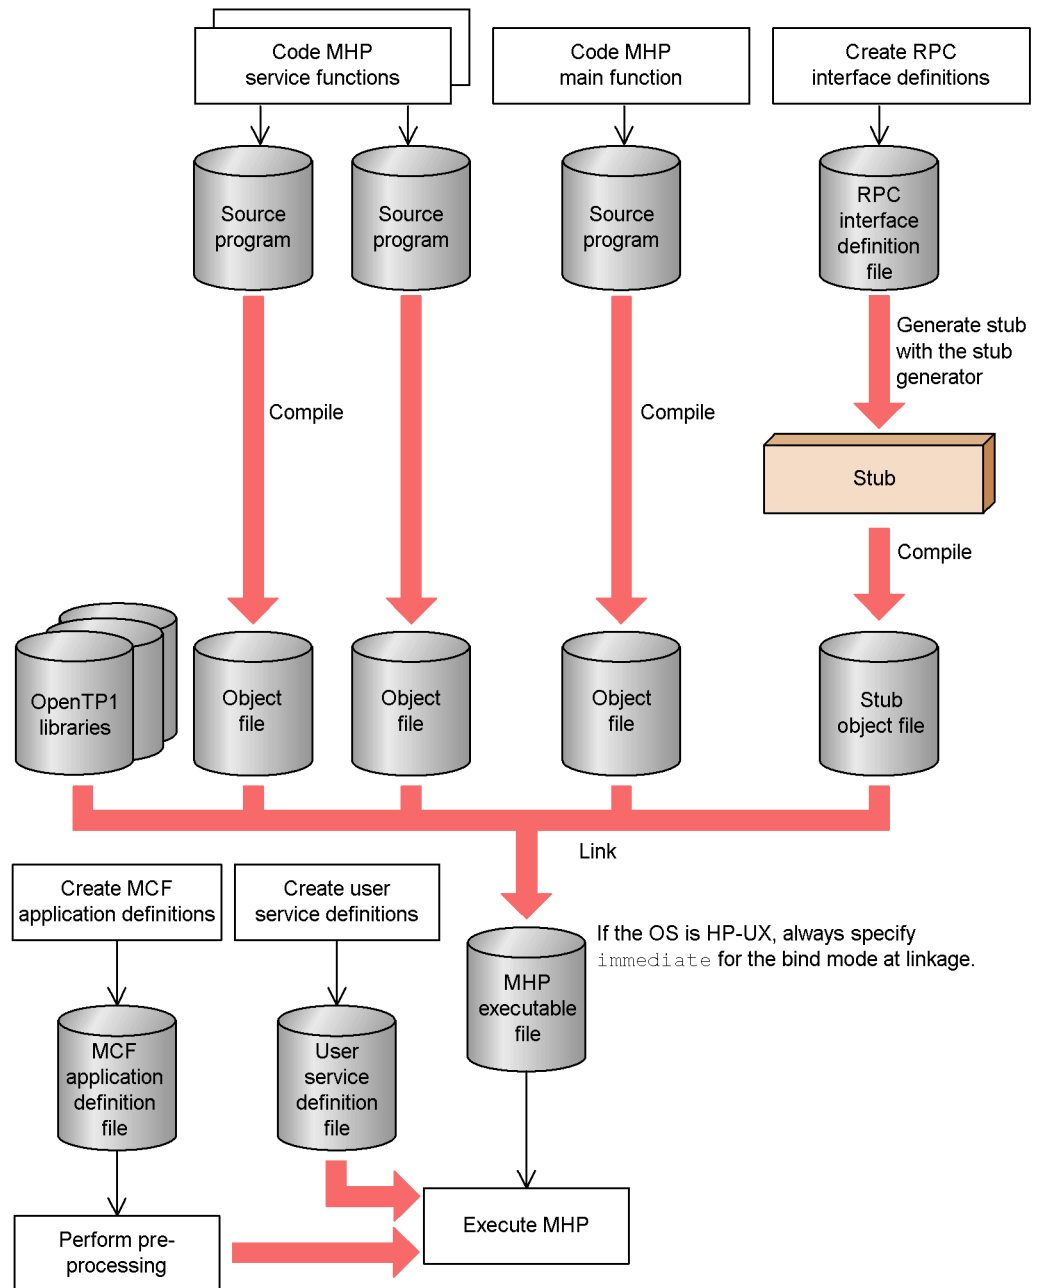 Code MHP
service functions
Code MHP
main function
Create RPC
interface definitions
Source
program
Source
program
Source
program
RPC
interface
definition
file
Generate stub
with the stub
generator
Compile
Compile
Stub
Compile
OpenTP1
libraries
Object
file
Object
file
Object
file
Stub
object file
Link
Create MCF
application definitions
Create user
service definitions
If the OS is HP-UX, always specify
immediate for the bind mode at linkage.
MHP
executable
file
MCF
application
definition
file
User
service
definition
file
Execute MHP
Perform pre-
processing